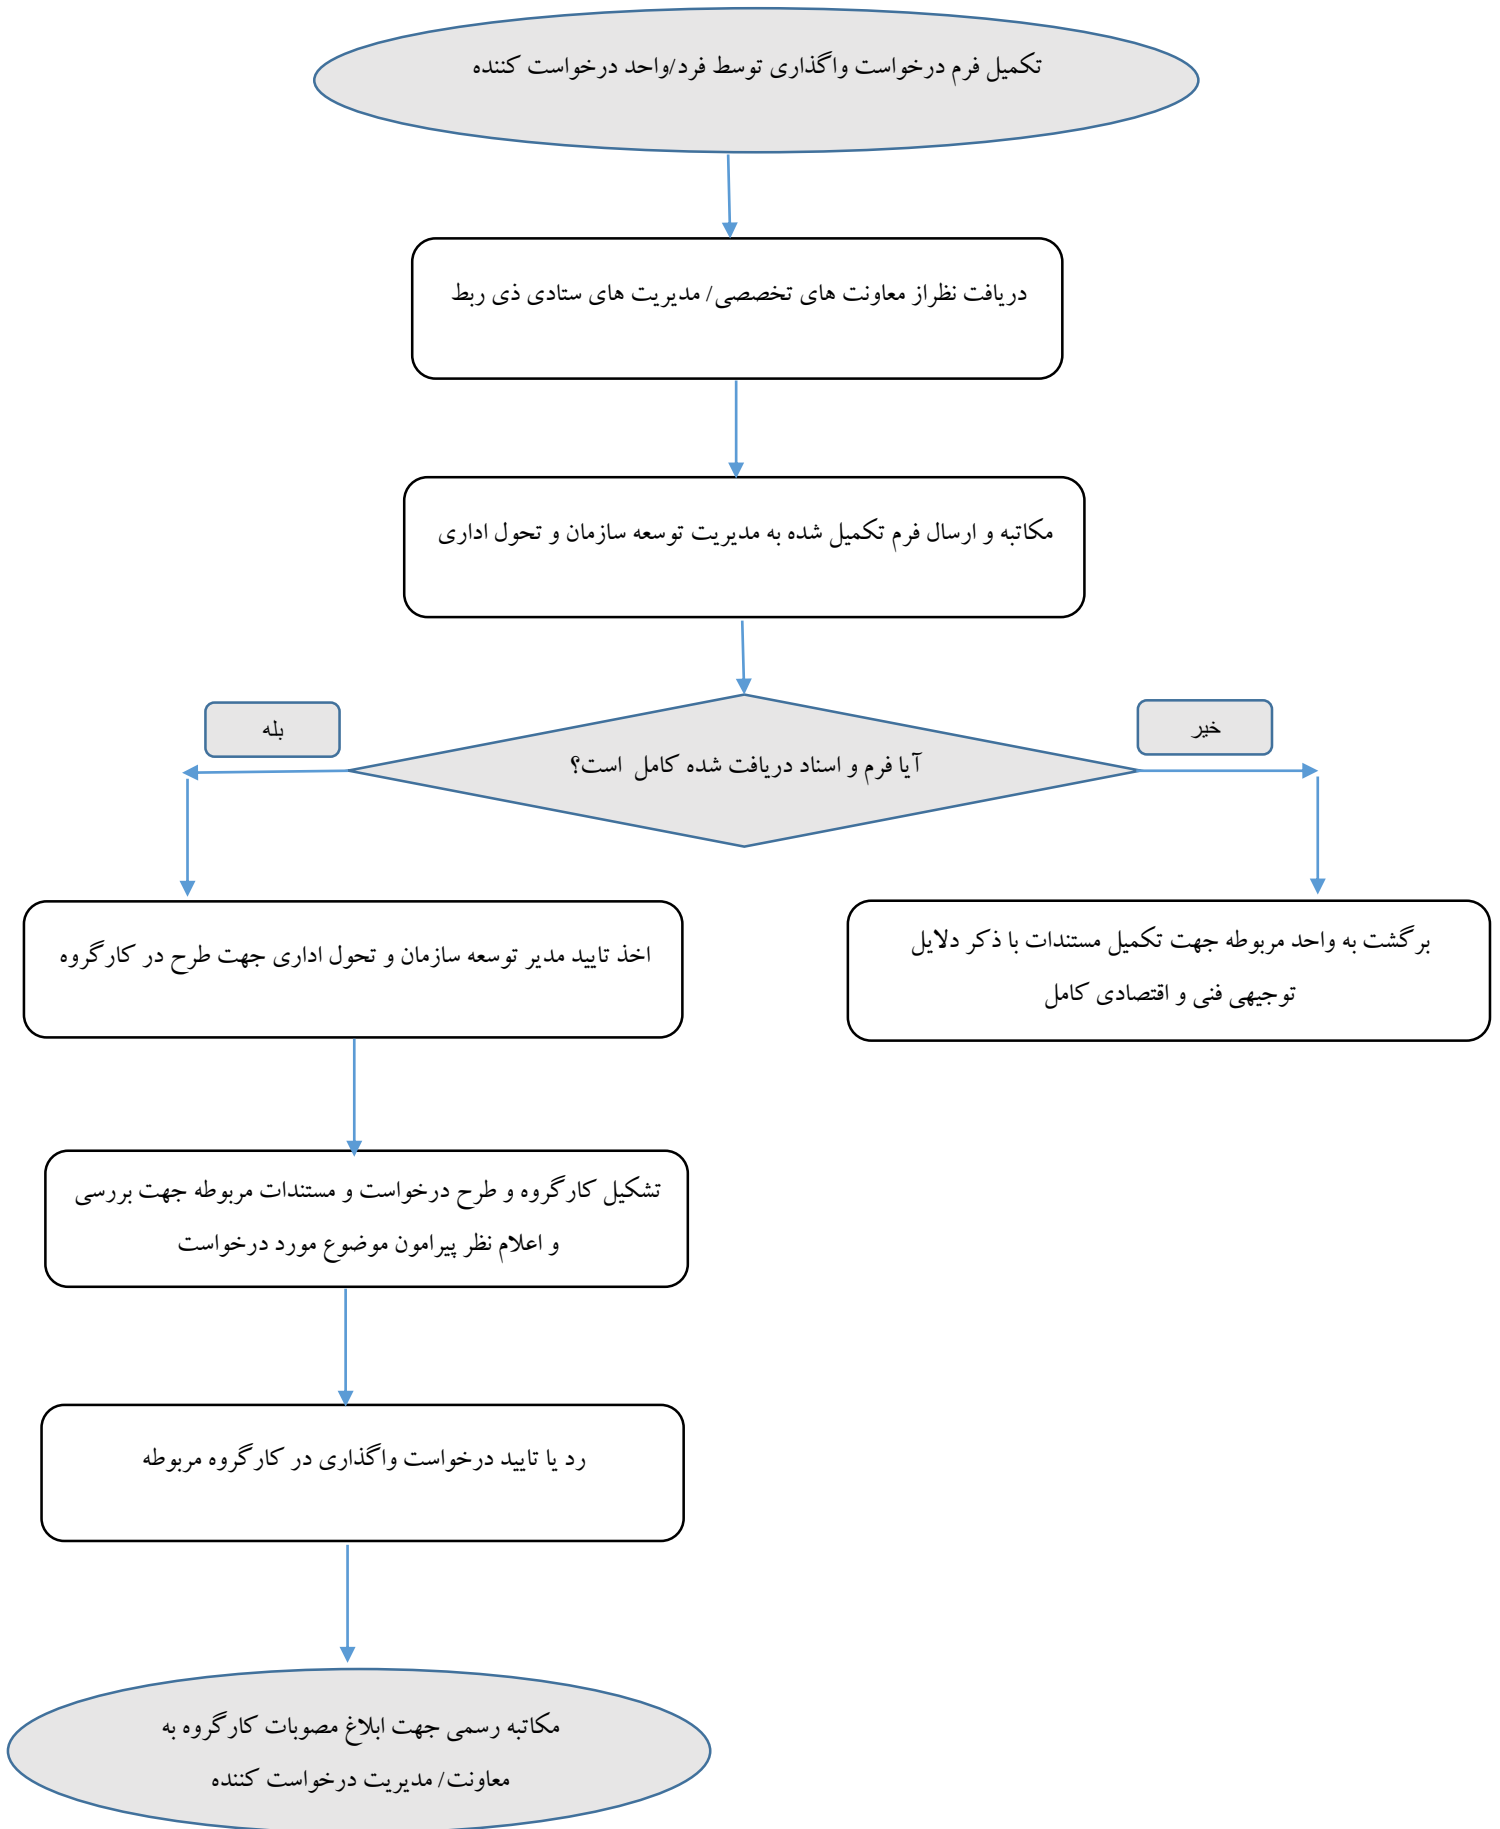 تکمیل فرم درخواست واگذاری توسط فرد/واحد درخواست کننده
دریافت نظراز معاونت های تخصصی/ مدیریت های ستادی ذی ربط
مکاتبه و ارسال فرم تکمیل شده به مدیریت توسعه سازمان و تحول اداری
خیر
بله
آیا فرم و اسناد دریافت شده کامل است؟
برگشت به واحد مربوطه جهت تکمیل مستندات با ذکر دلایل
توجیهی فنی و اقتصادی کامل
اخذ تایید مدیر توسعه سازمان و تحول اداری جهت طرح در کارگروه
تشکیل کارگروه و طرح درخواست و مستندات مربوطه جهت بررسی
و اعلام نظر پیرامون موضوع مورد درخواست
رد یا تایید درخواست واگذاری در کارگروه مربوطه
مکاتبه رسمی جهت ابلاغ مصوبات کارگروه به
معاونت/ مدیریت درخواست کننده